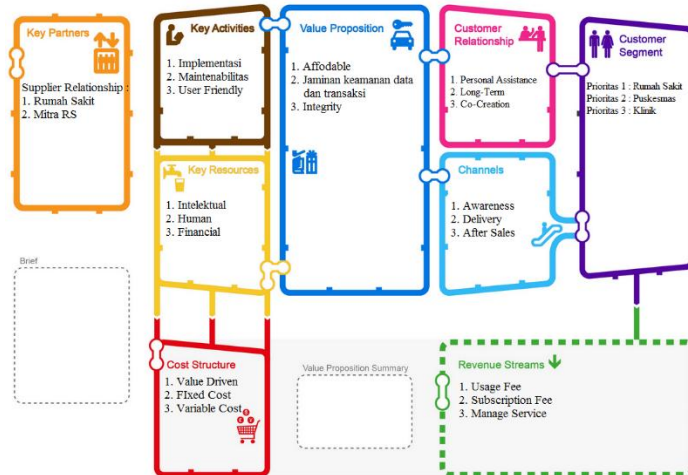 Key Partners
Supplier Relationship :
1. Rumah Sakit
2. Mitra RS
Key Activities
1. Implementasi
2. Maintenabilitas
3. User Friendly
Key Resources
1. Intelektual
2. Human
3. Financial
Value Proposition
1. Affodable
2. Jaminan keamanan data
dan transaksi
3. Integrity
Customer
Relationship
1. Personal Assistance
2. Long-Term
3. Co-Creation
Channels
1. Awareness
2. Delivery
3. After Sales
Customer
Segment
Prioritas 1 : Rumah Sakit
Prioritas 2 : Puskesmas
Prioritas 3 : Klinik
Brief
Cost Structure
1. Value Driven
2. FIxed Cost
3. Variable Cost
Value Proposition Summary
Revenue Streams
1. Usage Fee
2. Subscription Fee
3. Manage Service